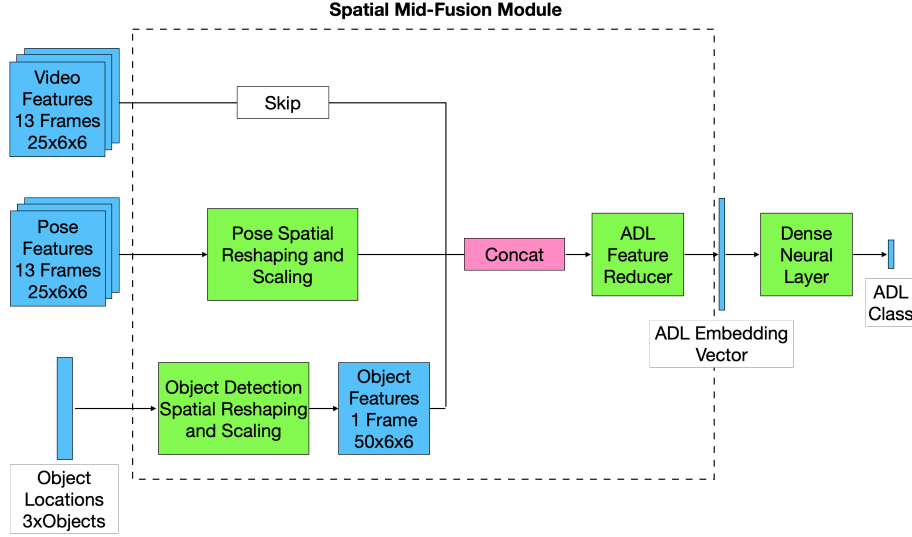 Spatial Mid-Fusion Module
Video
Features
13 Frames
25x6x6
Skip
Pose
Features
13 Frames
25x6x6
Pose Spatial
Reshaping and
Scaling
Concat
ADL
Feature
Reducer
Dense
Neural
Layer
ADL
Class
ADL Embedding
Vector
Object Detection
Spatial Reshaping
and Scaling
Object
Features
1 Frame
50x6x6
Object
Locations
3xObjects